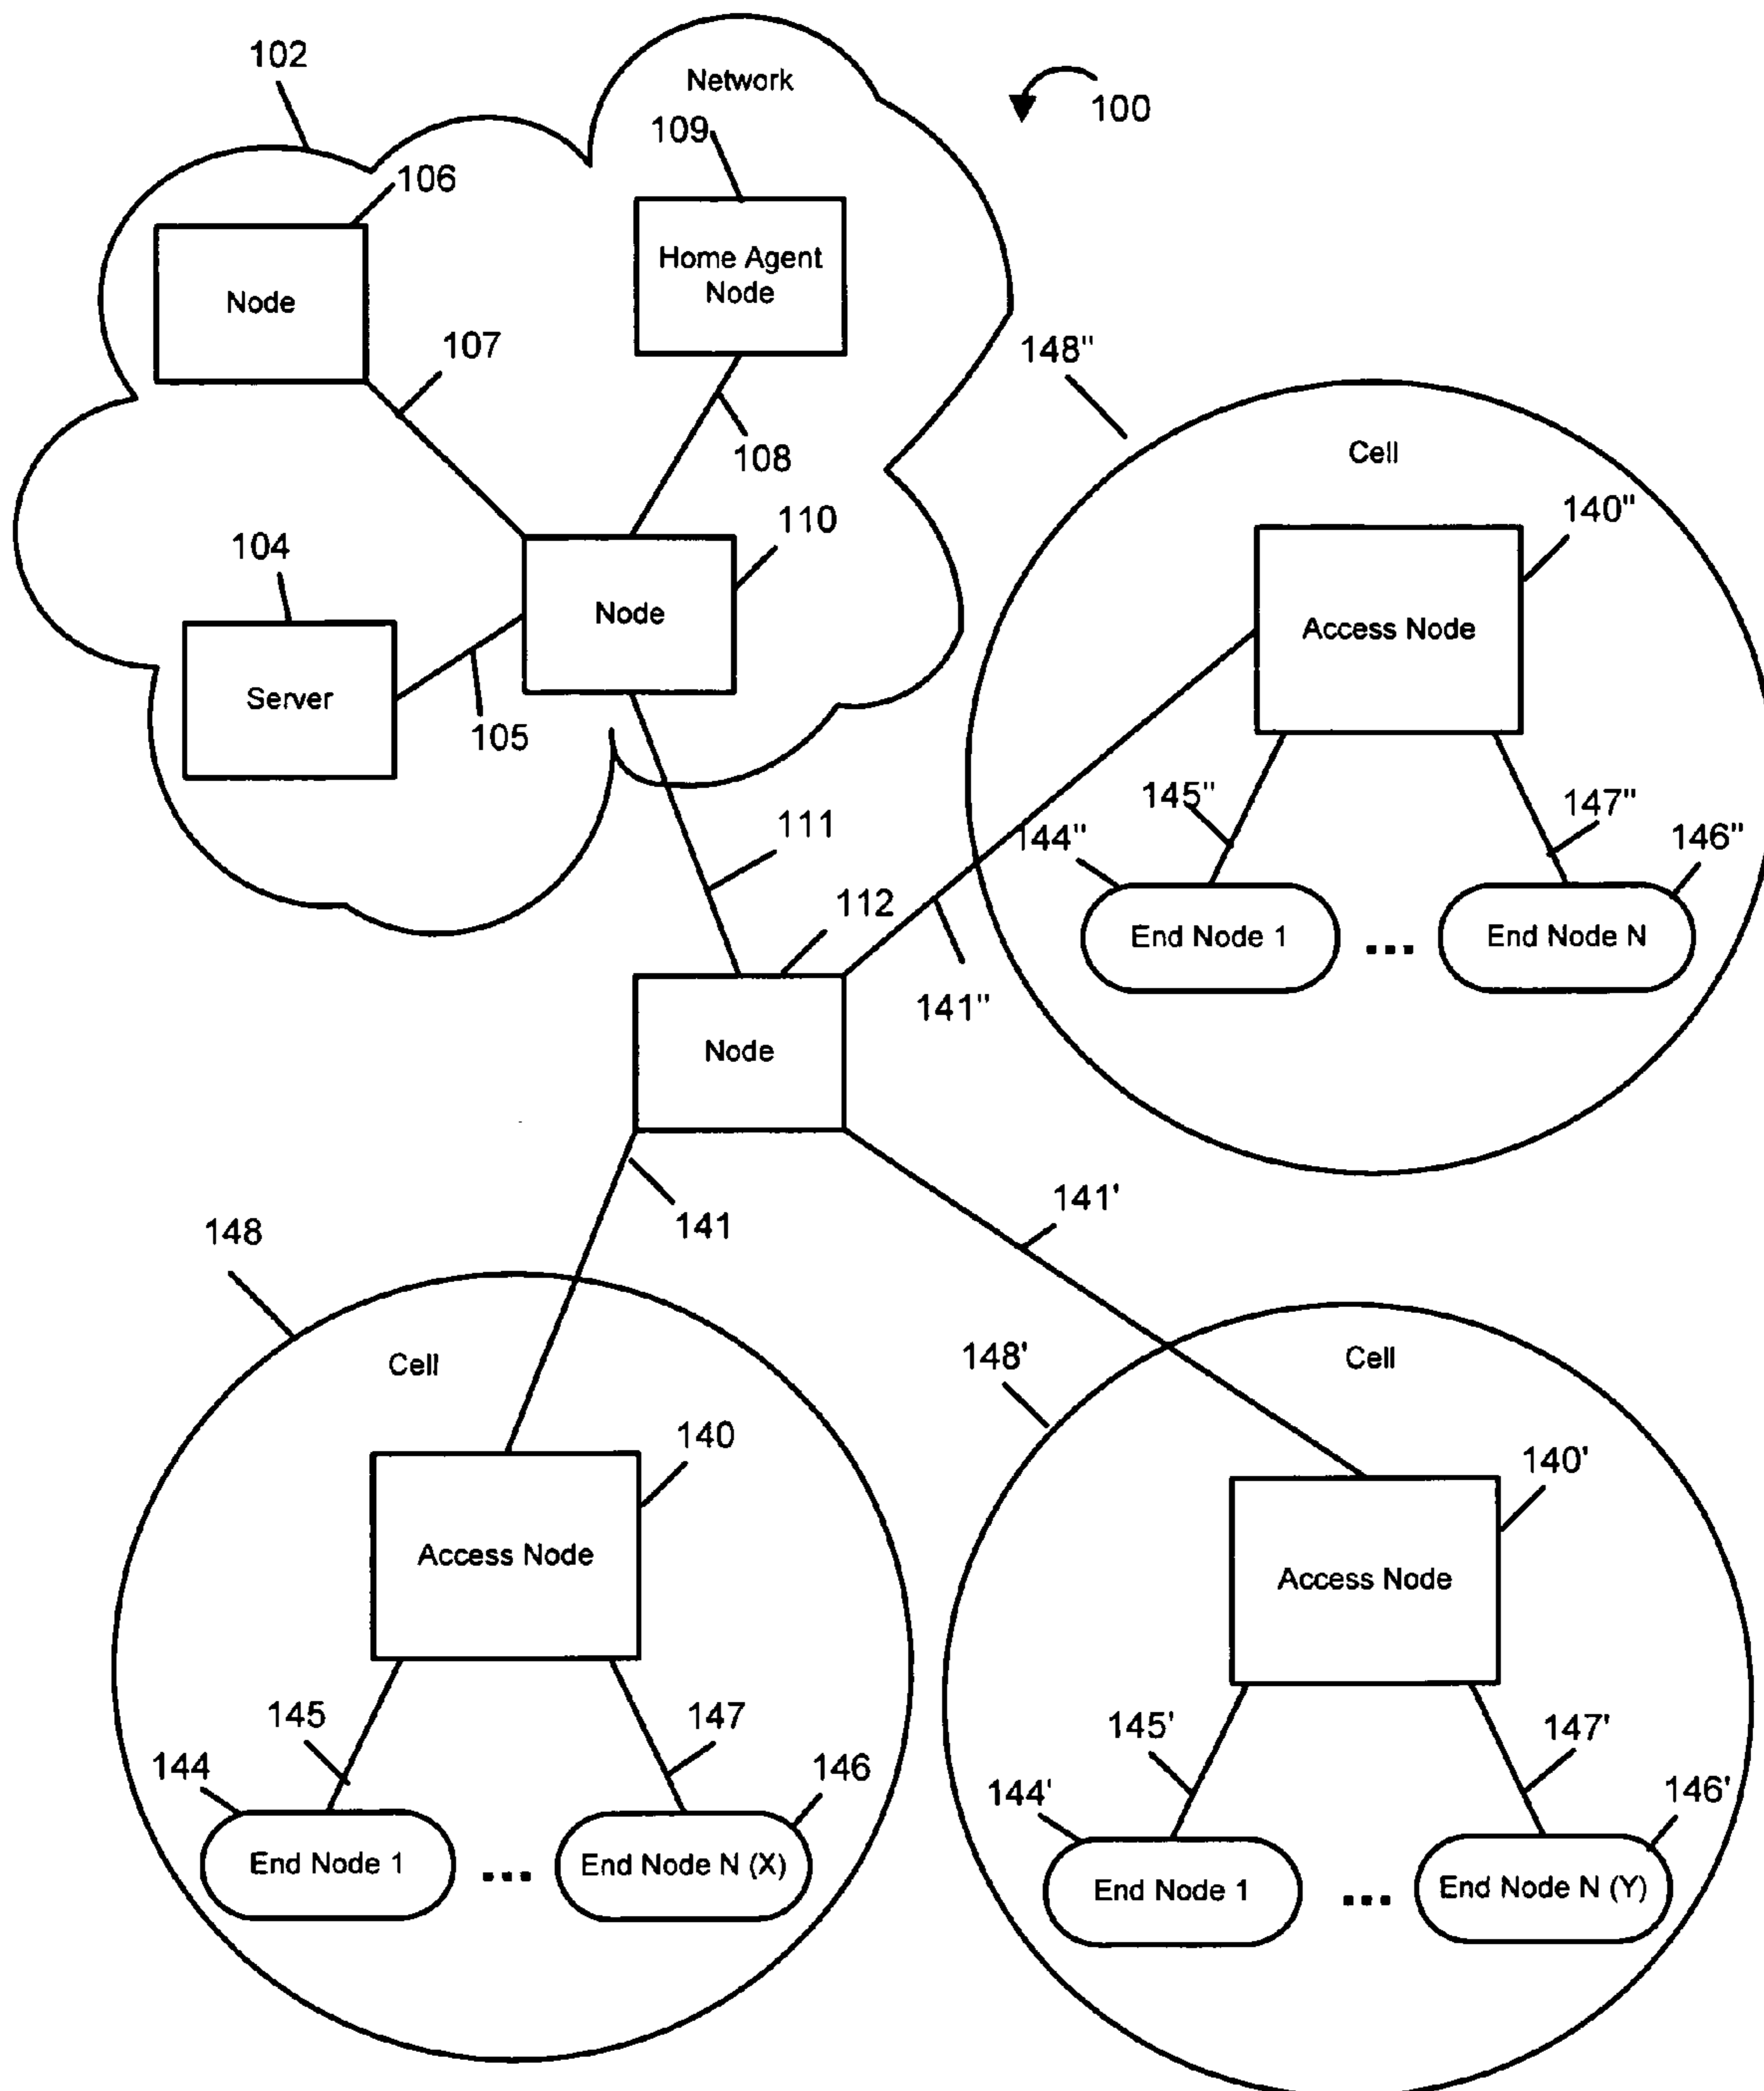 102
Network
100
109
106
Home Agent
Node
Node
107
148"
108
Cell
110
140"
104
Node
Access Node
Server
105
145"
147"
111
144"
146"
112
End Node 1
...
End Node N
141"
Node
141'
141
148
Cell
148'
Cell
140
140'
Access Node
Access Node
145
147
145'
147'
144
146
144'
146'
End Node 1
...
End Node N (X)
End Node 1
...
End Node N (Y)